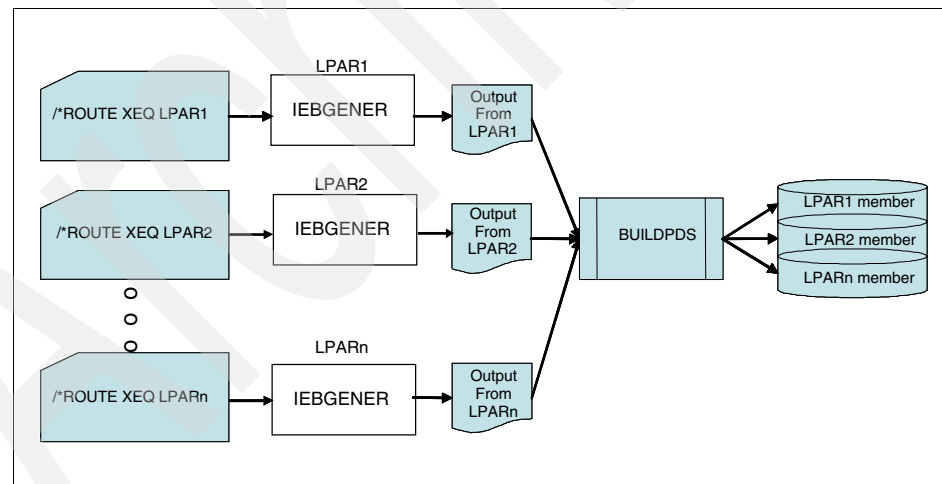 LPAR1
/*ROUTE XEQ LPAR1
IEBGENER
Output
From
LPAR1
LPAR2
/*ROUTE XEQ LPAR2
IEBGENER
Output
From
LPAR2
BUILDPDS
LPAR1 member
LPAR2 member
LPARn member
O
O
O
LPARn
/*ROUTE XEQ LPARn
IEBGENER
Output
From
LPARn